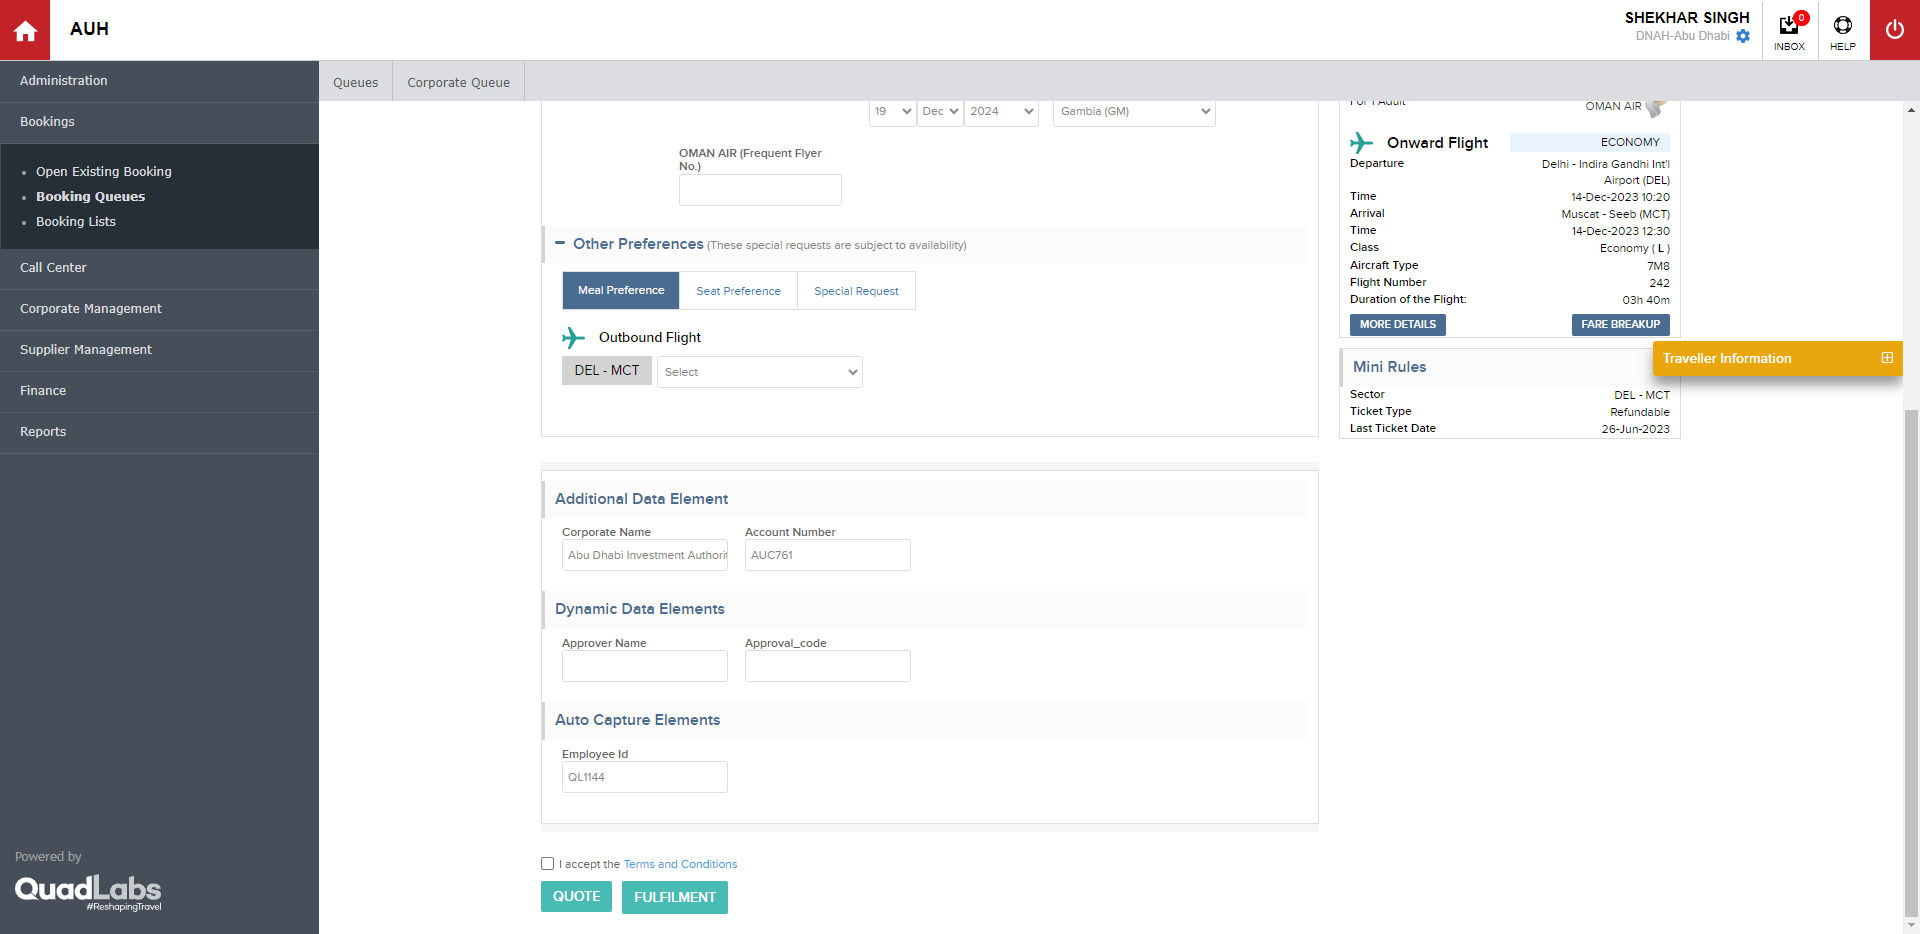 AUH
SHEKHAR SINGH
DNAH-Abu Dhabi
0
INBOX
HELP
Administration
Bookings
Open Existing Booking
Booking Queues
Booking Lists
Call Center
Corporate Management
Supplier Management
Finance
Reports
Powered by
QuadLabs
#ReshapingTravel
Queues
Corporate Queue
19
Dec
2024
Gambia (GM)
OMAN AIR (Frequent Flyer
No.)
Other Preferences (These special requests are subject to availability)
Meal Preference
Seat Preference
Special Request
Outbound Flight
DEL - MCT
Select
Additional Data Element
Corporate Name
Account Number
Abu Dhabi Investment Authorit
AUC761
Dynamic Data Elements
Approver Name
Approval_code
Auto Capture Elements
Employee Id
QL1144
I accept the Terms and Conditions
QUOTE
FULFILMENT
For 1 Adult
OMAN AIR
Onward Flight
ECONOMY
Departure
Delhi - Indira Gandhi Int'l
Airport (DEL)
Time
14-Dec-2023 10:20
Arrival
Muscat - Seeb (MCT)
Time
14-Dec-2023 12:30
Class
Economy ( L )
Aircraft Type
7M8
Flight Number
242
Duration of the Flight:
03h 40m
MORE DETAILS
FARE BREAKUP
Traveller Information
Mini Rules
Sector
DEL - MCT
Ticket Type
Refundable
Last Ticket Date
26-Jun-2023